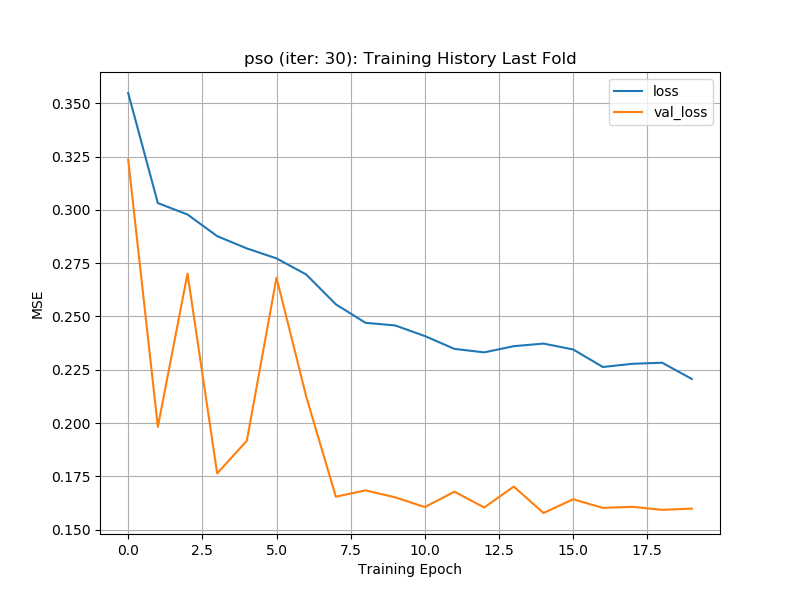 pso (iter: 30): Training History Last Fold
loss
val_loss
0.350
0.325
0.300
0.275
0.250
0.225
0.200
0.175
0.150
MSE
0.0 2.5 5.0 7.5 10.0 12.5 15.0 17.5
Training Epoch